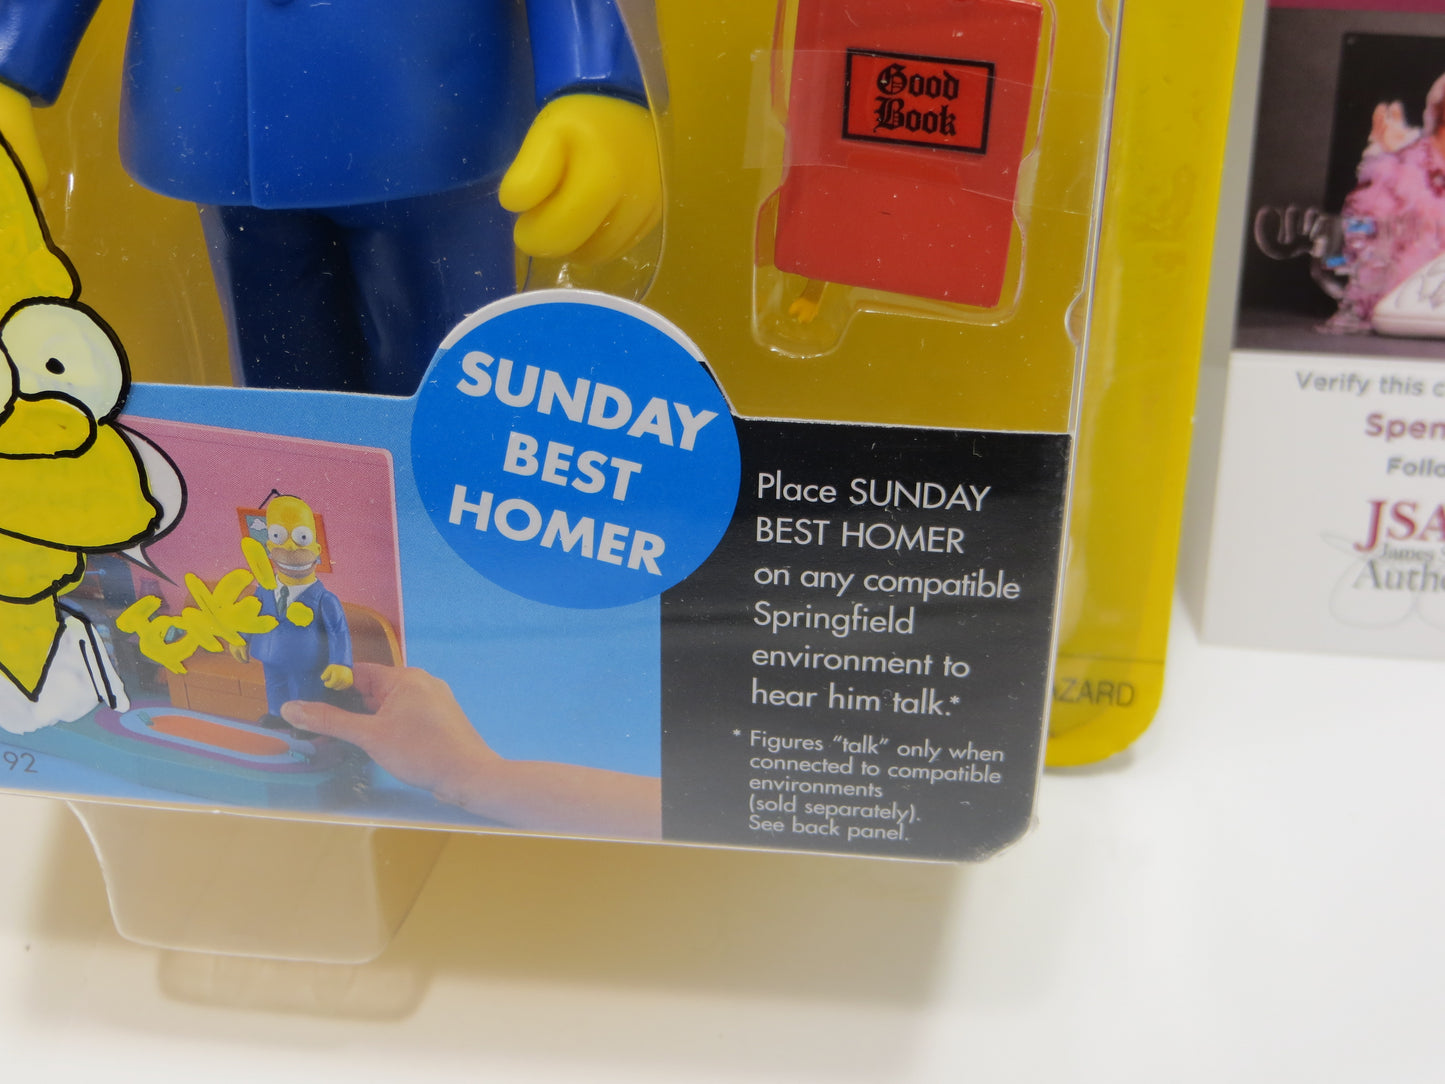 Good
Book
SUNDAY
BEST
HOMER
Place SUNDAY
BEST HOMER
on any compatible
Springfield
environment to
hear him talk.*
* Figures "talk" only when
connected to compatible
environments
(sold separately).
See back panel.
92
AZARD
Verify this c
Spen
Follo
JSA
James
Authe